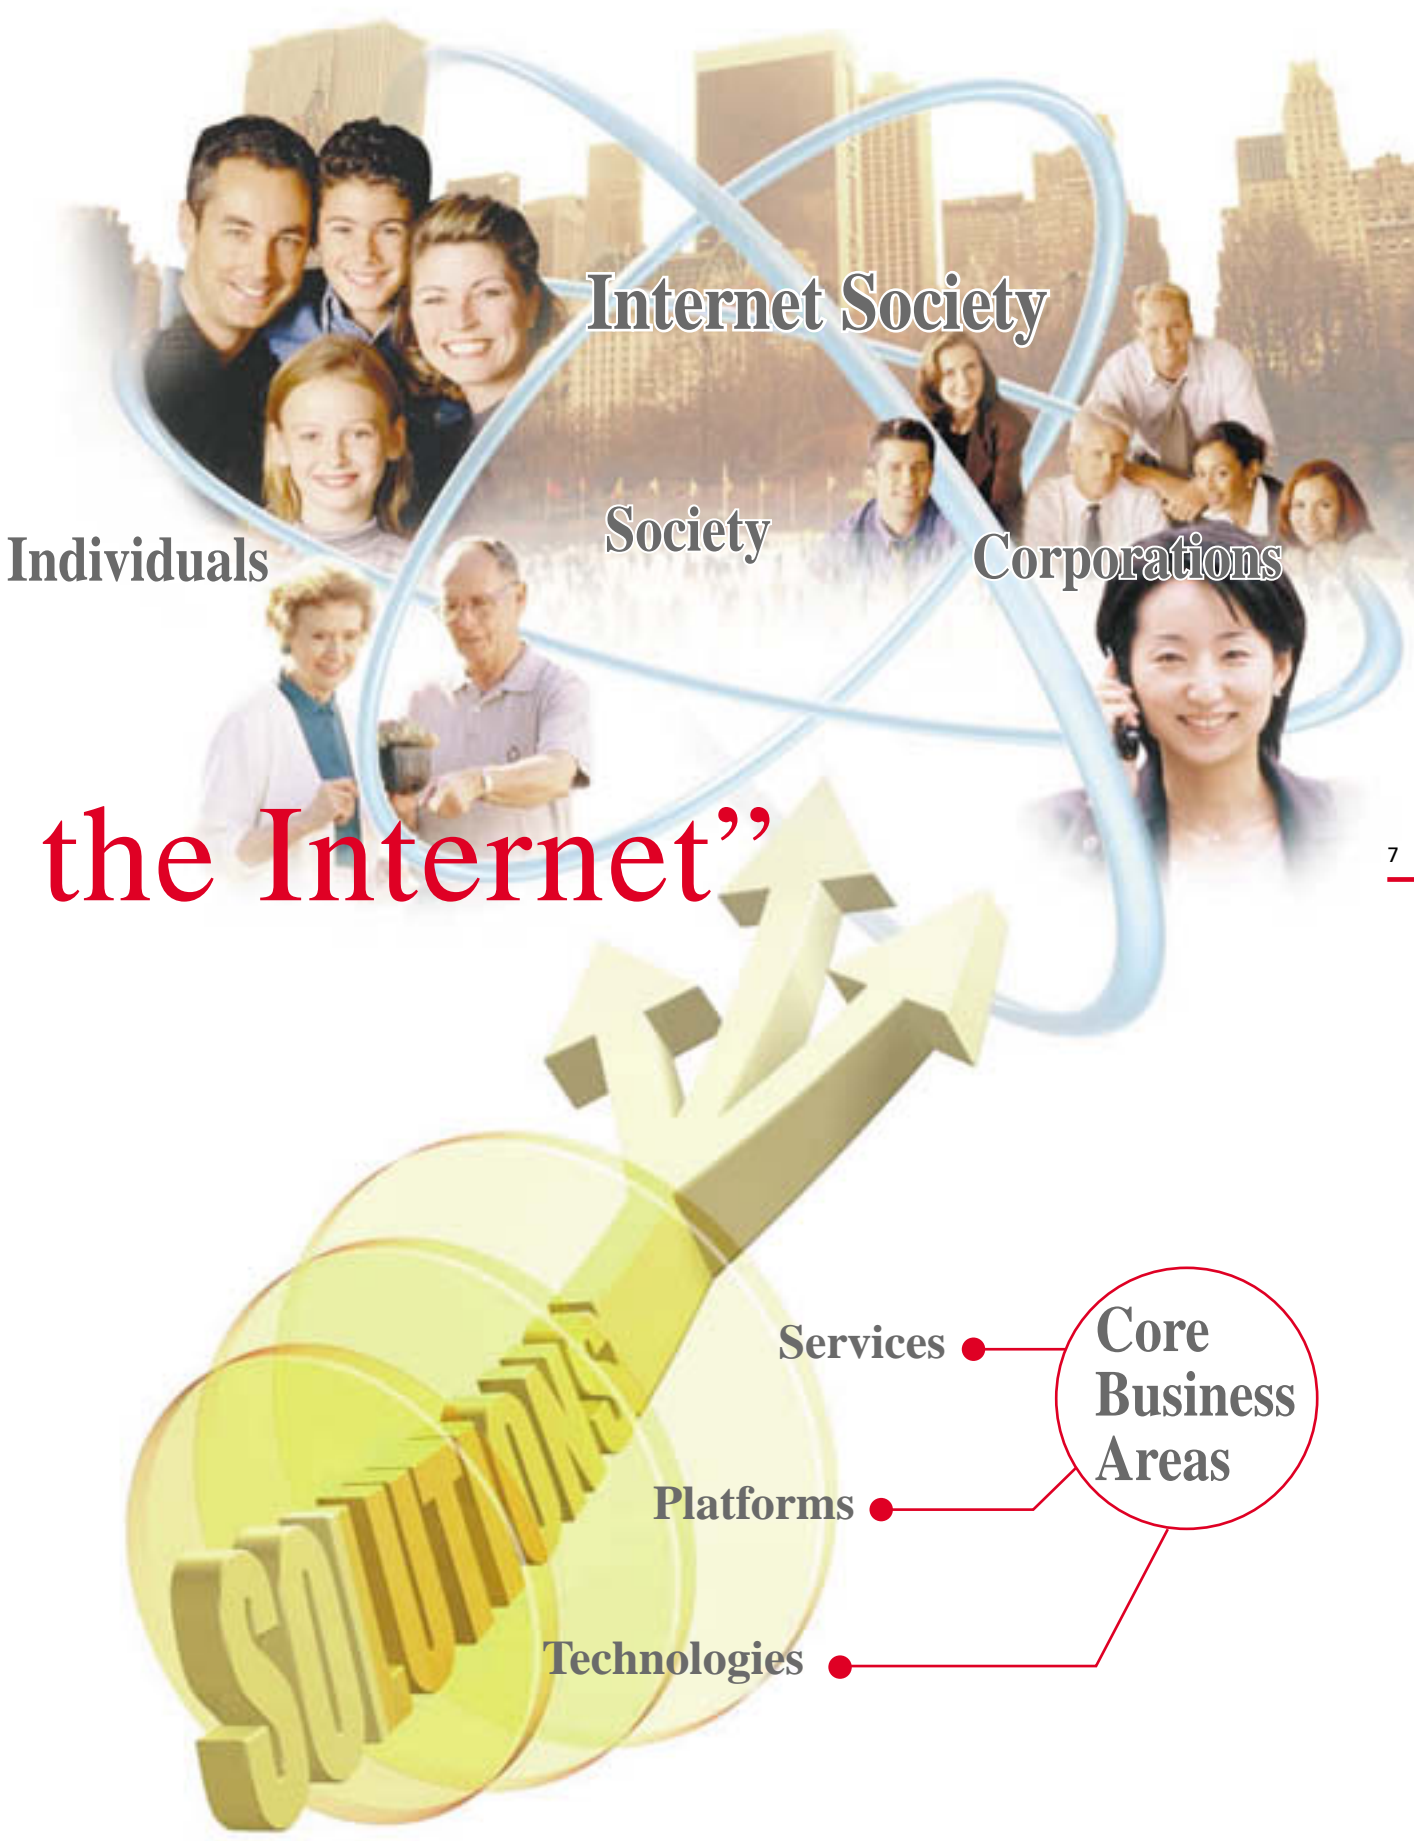 Internet Society
Society
Individuals
Corporations
the Internet”
7
Services
Core
Business
Areas
Platforms
Technologies
SOLUTIONS